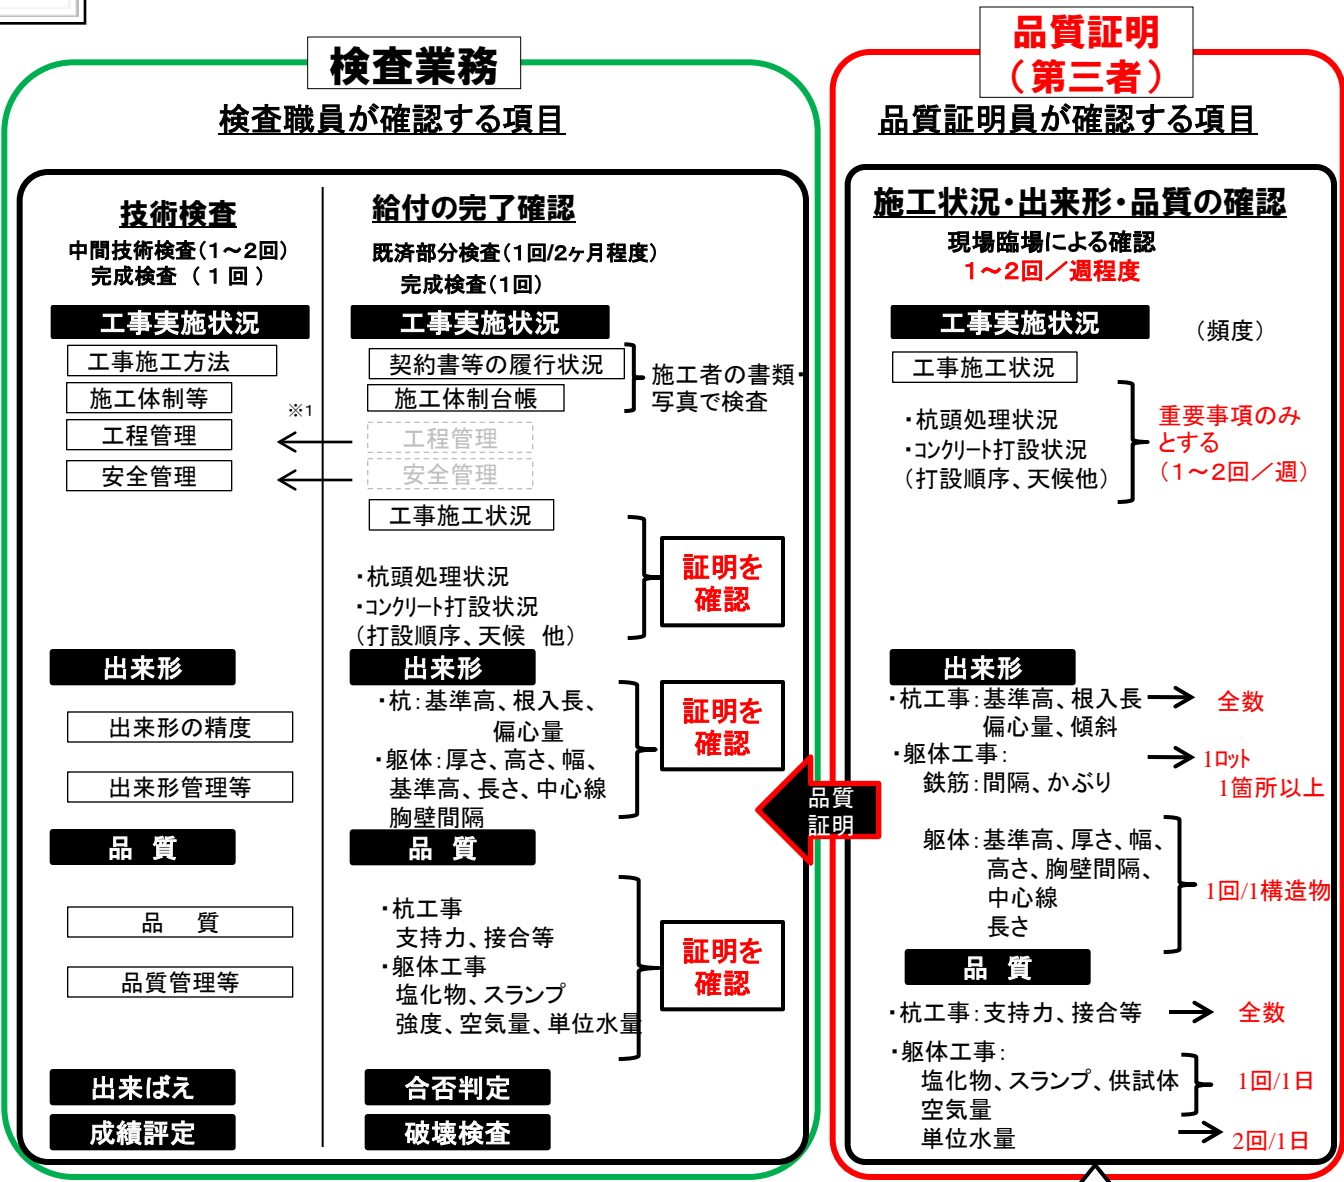 検査業務
検査職員が確認する項目
技術検査
中間技術検査(1～2回)
完成検査 (1回)
工事実施状況
工事施工方法
施工体制等
※1
工程管理
安全管理
出来形
出来形の精度
出来形管理等
品 質
品 質
品質管理等
出来ばえ
成績評定
給付の完了確認
既済部分検査(1回/2ヶ月程度)
完成検査(1回)
工事実施状況
契約書等の履行状況
施工体制台帳
施工者の書類・
写真で検査
工程管理
安全管理
工事施工状況
・杭頭処理状況
・コンクリート打設状況
(打設順序、天候 他)
証明を
確認
出来形
・杭:基準高、根入長、
偏心量
・躯体:厚さ、高さ、幅、
基準高、長さ、中心線
胸壁間隔
証明を
確認
品 質
・杭工事
支持力、接合等
・躯体工事
塩化物、スランプ
強度、空気量、単位水量
証明を
確認
合否判定
破壊検査
品質
証明
品質証明
(第三者)
品質証明員が確認する項目
施工状況・出来形・品質の確認
現場臨場による確認
1～2回／週程度
工事実施状況
(頻度)
工事施工状況
・杭頭処理状況
・コンクリート打設状況
(打設順序、天候他)
重要事項のみ
とする
(1～2回／週)
出来形
・杭工事:基準高、根入長
偏心量、傾斜
全数
・躯体工事:
鉄筋:間隔、かぶり
1ロット
1箇所以上
躯体:基準高、厚さ、幅、
高さ、胸壁間隔、
中心線
長さ
1回/1構造物
品 質
・杭工事:支持力、接合等
全数
・躯体工事:
塩化物、スランプ、供試体
空気量
1回/1日
単位水量
2回/1日